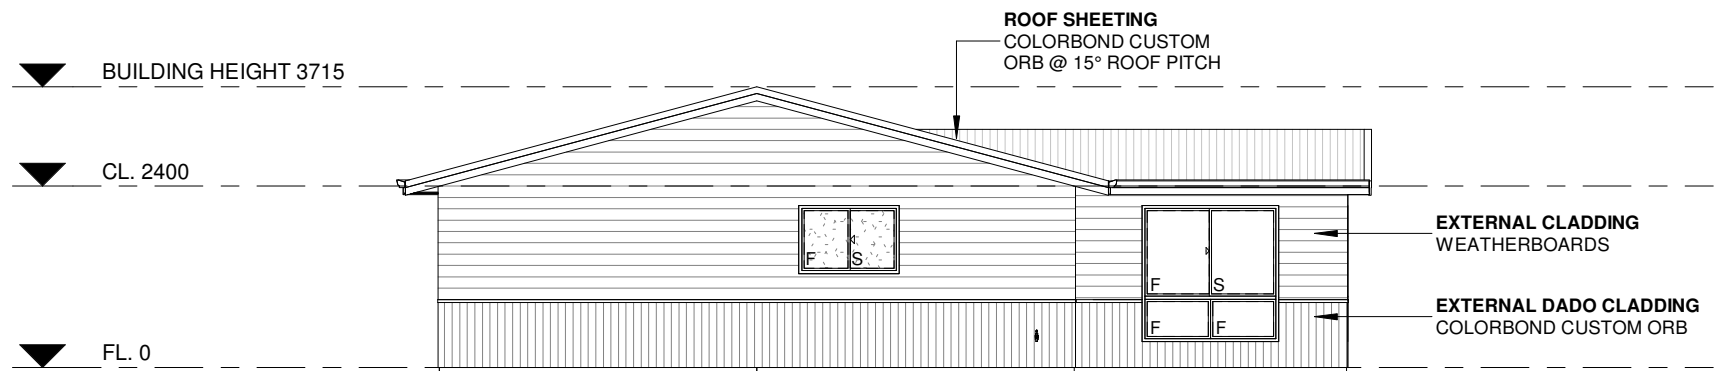 ROOF SHEETING
COLORBOND CUSTOM
ORB @ 15° ROOF PITCH
BUILDING HEIGHT 3715
CL. 2400
EXTERNAL CLADDING
WEATHERBOARDS
F S
F S
EXTERNAL DADO CLADDING
COLORBOND CUSTOM ORB
F F
FL. 0